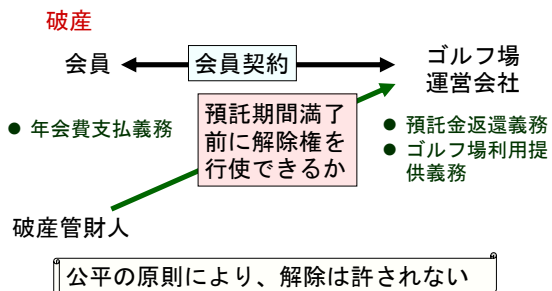 破産
会員
会員契約
ゴルフ場
運営会社
● 年会費支払義務
預託期間満了
前に解除権を
行使できるか
● 預託金返還義務
● ゴルフ場利用提
供義務
破産管財人
公平の原則により、解除は許されない